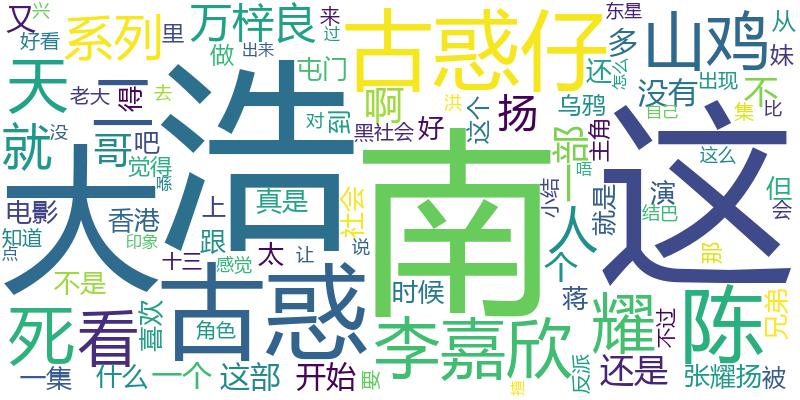 又
兴
好看
系列
里
万梓良
来
过
做
出来
古惑仔
多
山鸡
东星
从
妹
还
怎么
没有
出现
不
比
天
三
得
老大
去
没
浩
屯门
啊
到
对
黑社会
好
这个
扬
乌鸦
洪
一部
主角
自己
集
就
哥
吧
觉得
喺
大
南
这
这么
唔
电影
香港
上
真是
社会
小结
人
就是
演
结巴
但
会
知道
点
印象
跟
十三
感觉
太
让
说
个
那
不是
古惑
时候
蒋
死
看
喜欢
角色
李嘉欣
耀
不过
陈
兄弟
一集
什么
一个
这部
开始
要
擅
反派
还是
张耀扬
被